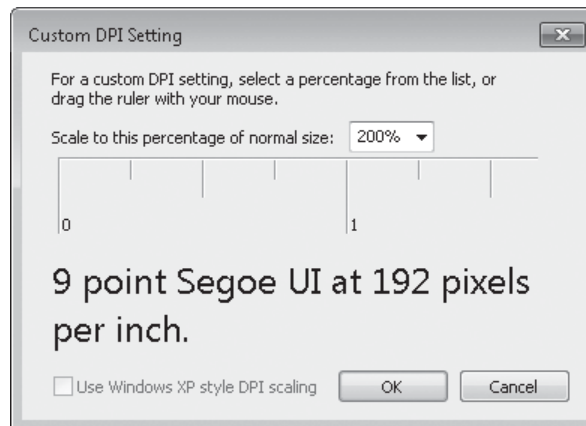 Custom DPI Setting
For a custom DPI setting, select a percentage from the list, or
drag the ruler with your mouse.
Scale to this percentage of normal size: 200%
0 1
9 point Segoe UI at 192 pixels
per inch.
Use Windows XP style DPI scaling OK Cancel